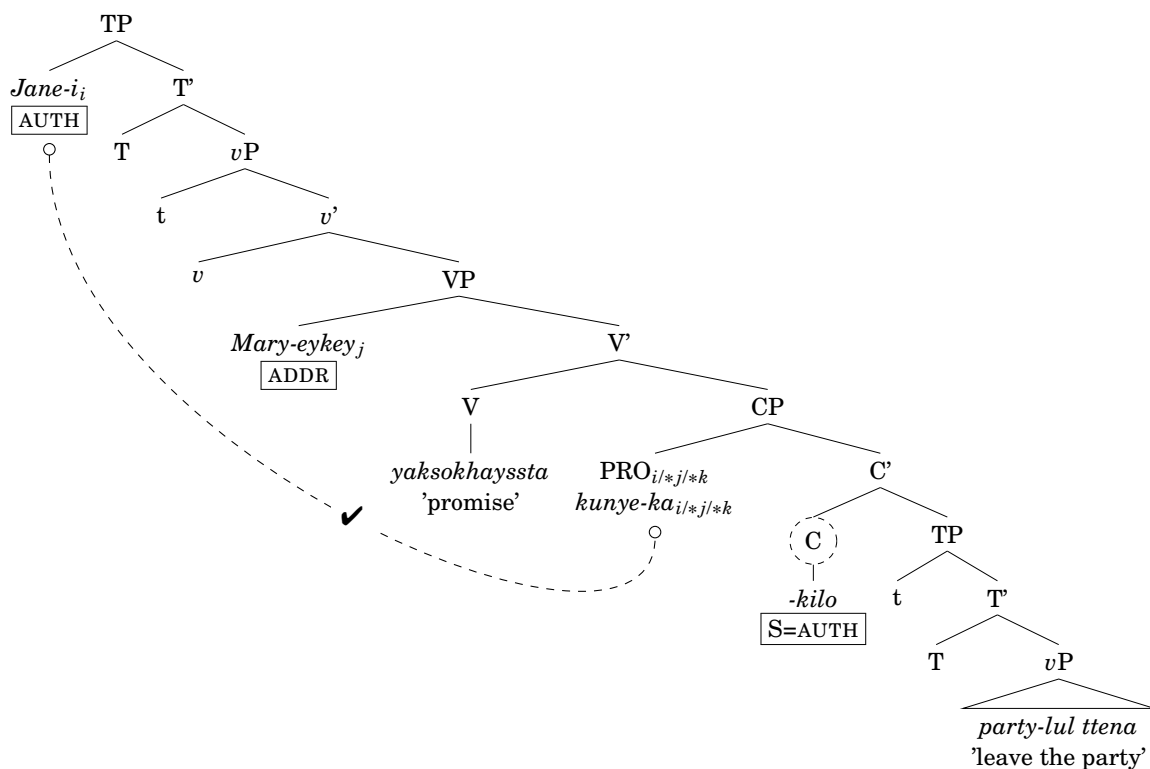 TP
Jane-i_i T'
AUTH
T vP
t v'
v VP
Mary-eykey_j V'
ADDR
V CP
yaksokhayssta PRO_i/*j/*k C'
'promise' kunye-ka_i/*j/*k
✔
C TP
-kilo t T'
S=AUTH
T vP
party-lul ttena
'leave the party'